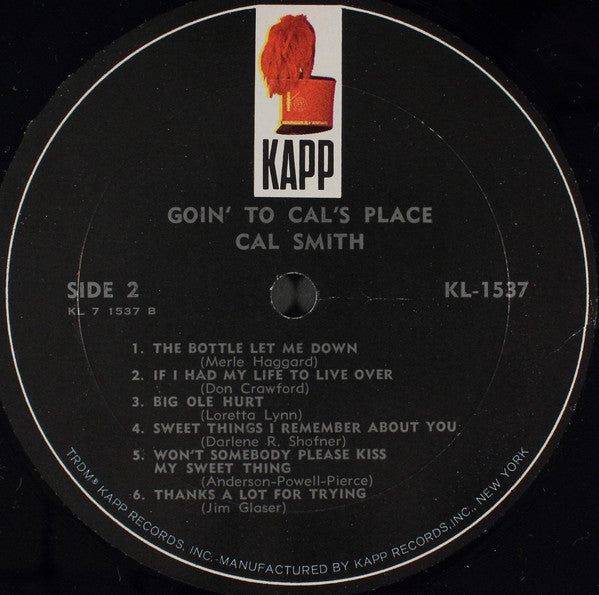 KAPP
GOIN' TO CAL'S PLACE
CAL SMITH
SIDE 2
KL 7 1537 B
KL-1537
1. THE BOTTLE LET ME DOWN
(Merle Haggard)
2. IF I HAD MY LIFE TO LIVE OVER
(Don Crawford)
3. BIG OLE HURT
(Loretta Lynn)
4. SWEET THINGS I REMEMBER ABOUT YOU
(Darlene R. Shafner)
5. WON'T SOMEBODY PLEASE KISS
MY SWEET THING
(Anderson-Powell-Pierce)
6. THANKS A LOT FOR TRYING
(Jim Glaser)
TRDM® KAPP RECORDS, INC.-MANUFACTURED BY KAPP RECORDS, INC., NEW YORK